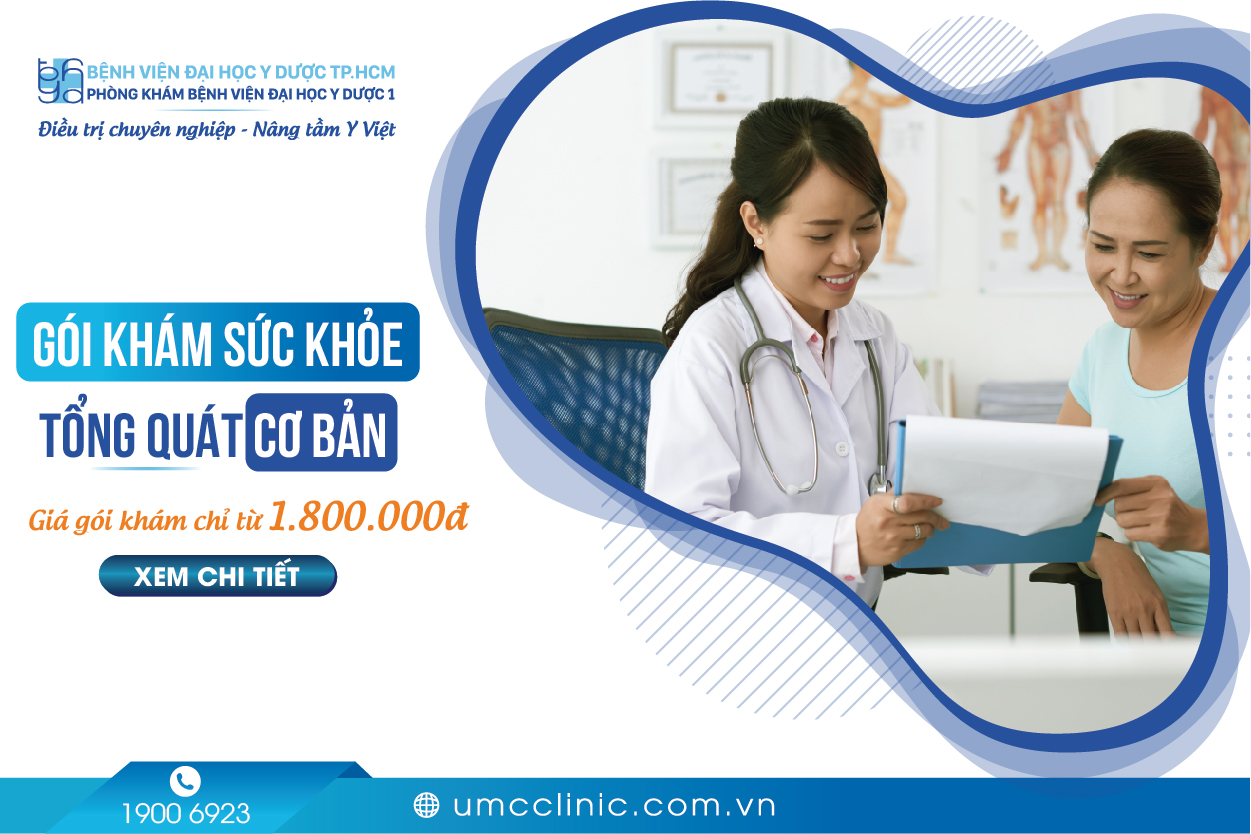 BỆNH VIỆN ĐẠI HỌC Y DƯỢC TP.HCM
PHÒNG KHÁM BỆNH VIỆN ĐẠI HỌC Y DƯỢC 1
Điều trị chuyên nghiệp - Nâng tầm Y Việt
GÓI KHÁM SỨC KHỎE
TỔNG QUÁT CƠ BẢN
Giá gói khám chỉ từ 1.800.000đ
XEM CHI TIẾT
1900 6923
umcclinic.com.vn